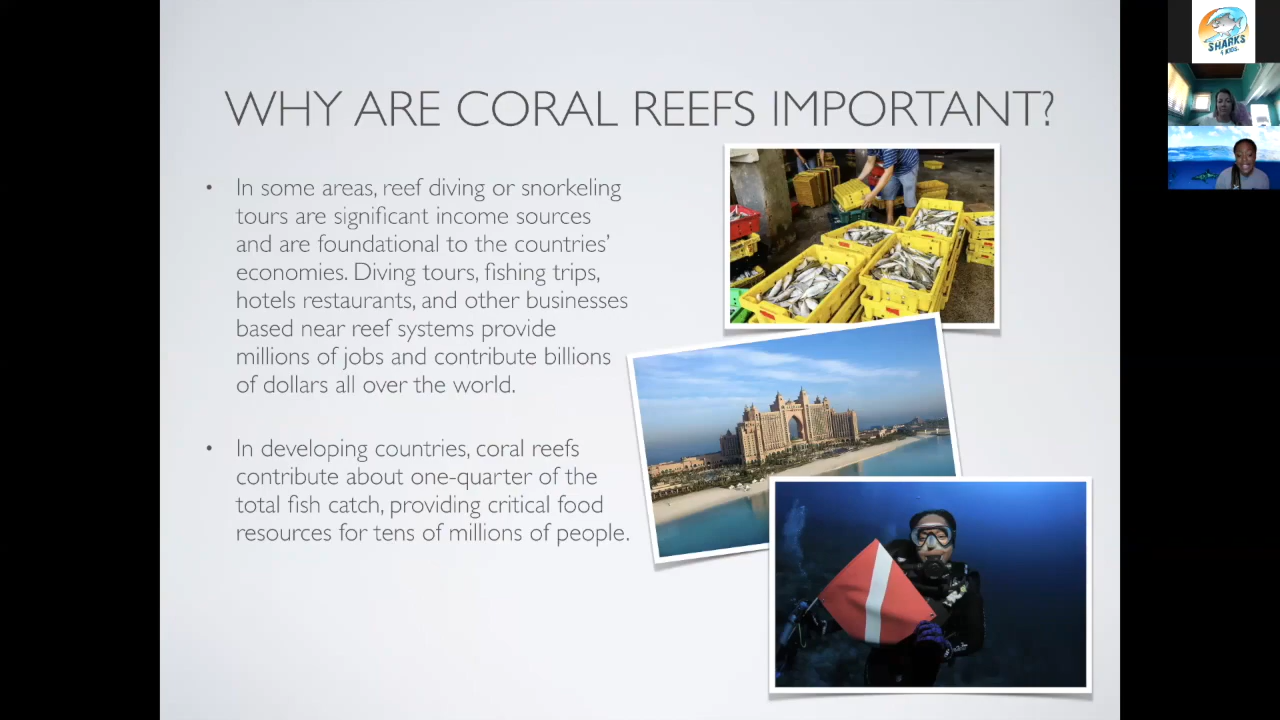 WHY ARE CORAL REEFS IMPORTANT?
• In some areas, reef diving or snorkeling
tours are significant income sources
and are foundational to the countries'
economies. Diving tours, fishing trips,
hotels restaurants, and other businesses
based near reef systems provide
millions of jobs and contribute billions
of dollars all over the world.
• In developing countries, coral reefs
contribute about one-quarter of the
total fish catch, providing critical food
resources for tens of millions of people.
SHARKS
4 KIDS